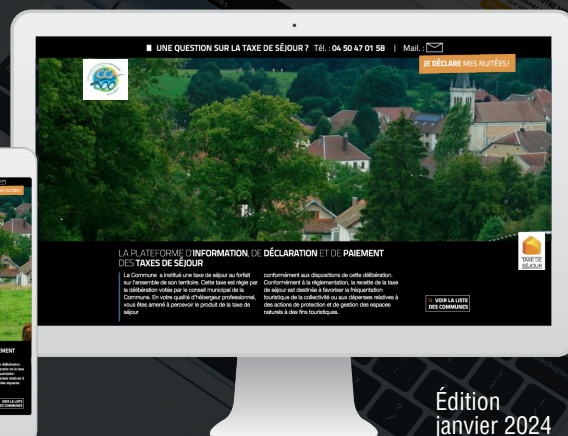 UNE QUESTION SUR LA TAXE DE SÉJOUR ? Tél. : 04 50 47 01 58 | Mail. :
JE DÉCLARE MES NUITÉES !
LA PLATEFORME D'INFORMATION, DE DÉCLARATION ET DE PAIEMENT
DES TAXES DE SÉJOUR
La Commune a institué une taxe de séjour au forfait
sur l'ensemble de son territoire. Cette taxe est régie par
la délibération votée par le conseil municipal de la
Commune. En votre qualité d'hébergeur professionnel,
vous êtes amené à percevoir le produit de la taxe de
séjour
conformément aux dispositions de cette délibération.
Conformément à la réglementation, la recette de la taxe
de séjour est destinée à favoriser la fréquentation
touristique de la collectivité ou aux dépenses relatives à
des actions de protection et de gestion des espaces
naturels à des fins touristiques.
TAXE DE
SÉJOUR
VOIR LA LISTE
DES COMMUNES
VOIR LA LISTE
DES COMMUNES
Édition
janvier 2024